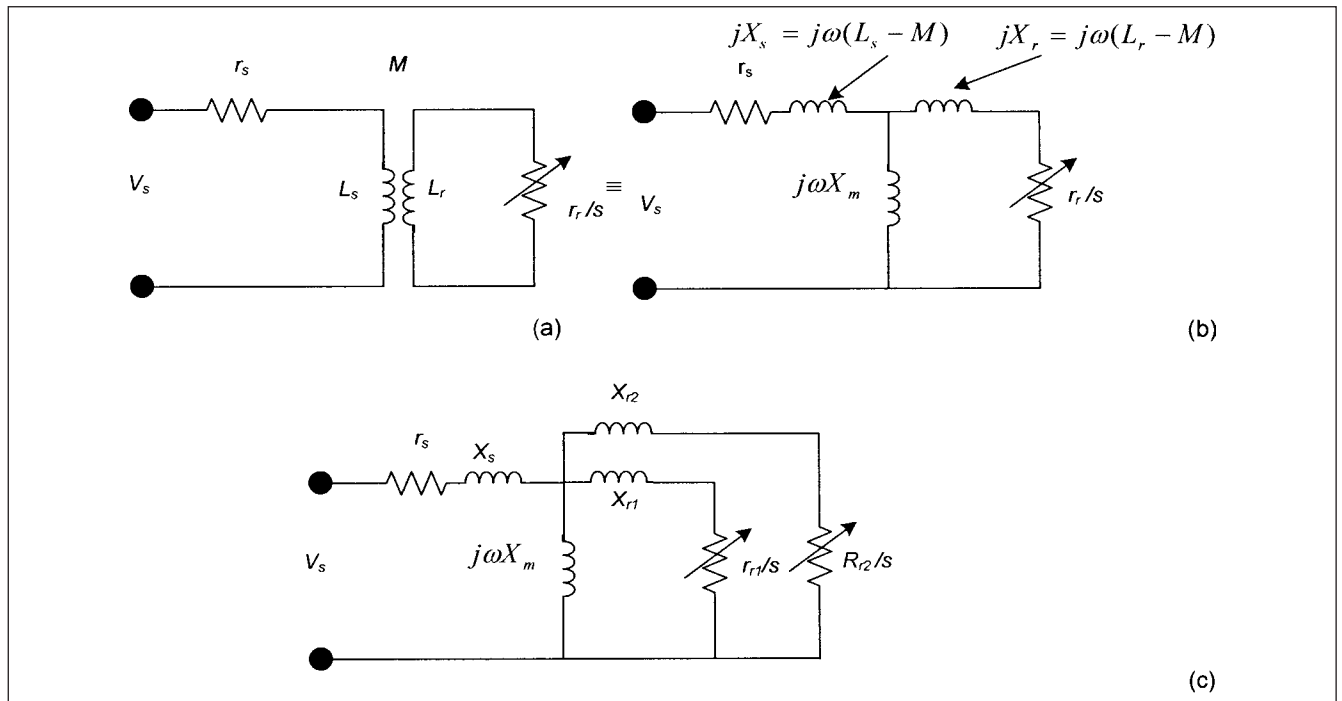 jX_s = jω(L_s − M)
jX_r = jω(L_r − M)
r_s
M
V_s
L_s
L_r
r_r/s
≡
(a)
r_s
V_s
jωX_m
r_r/s
(b)
X_r2
r_s
X_s
X_r1
V_s
jωX_m
r_r1/s
R_r2/s
(c)